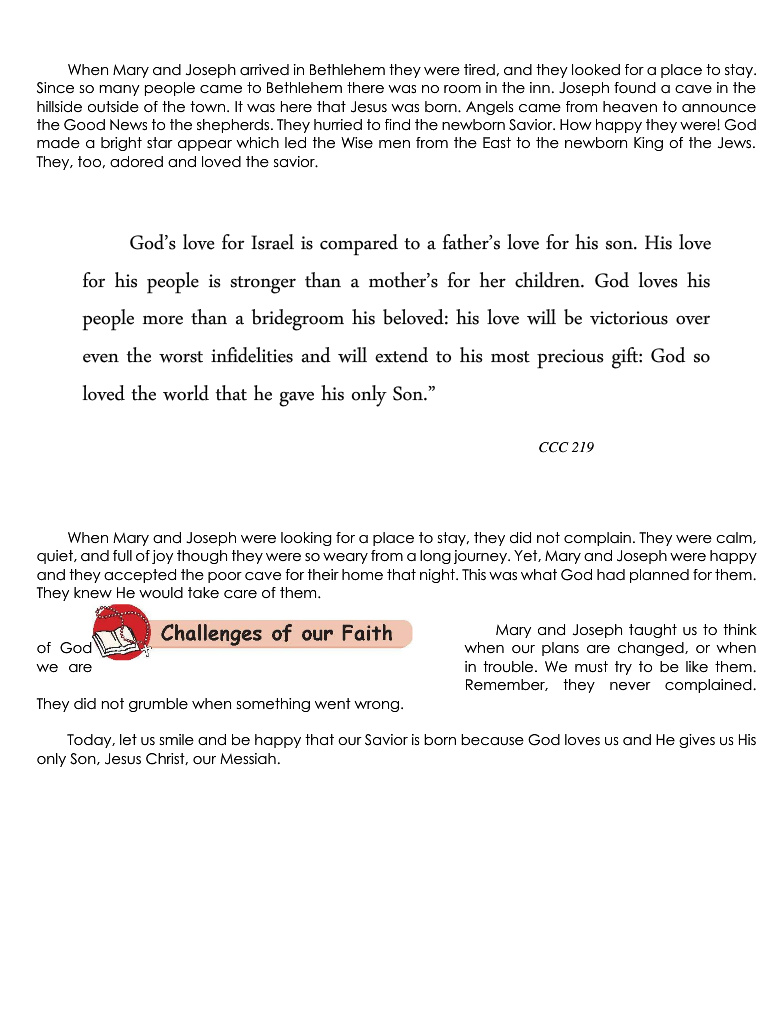 When Mary and Joseph arrived in Bethlehem they were tired, and they looked for a place to stay.
Since so many people came to Bethlehem there was no room in the inn. Joseph found a cave in the
hillside outside of the town. It was here that Jesus was born. Angels came from heaven to announce
the Good News to the shepherds. They hurried to find the newborn Savior. How happy they were! God
made a bright star appear which led the Wise men from the East to the newborn King of the Jews.
They, too, adored and loved the savior.
God’s love for Israel is compared to a father’s love for his son. His love
for his people is stronger than a mother’s for her children. God loves his
people more than a bridegroom his beloved: his love will be victorious over
even the worst infidelities and will extend to his most precious gift: God so
loved the world that he gave his only Son.”
CCC 219
When Mary and Joseph were looking for a place to stay, they did not complain. They were calm,
quiet, and full of joy though they were so weary from a long journey. Yet, Mary and Joseph were happy
and they accepted the poor cave for their home that night. This was what God had planned for them.
They knew He would take care of them.
Challenges of our Faith
Mary and Joseph taught us to think
of God when our plans are changed, or when
we are in trouble. We must try to be like them.
Remember, they never complained.
They did not grumble when something went wrong.
Today, let us smile and be happy that our Savior is born because God loves us and He gives us His
only Son, Jesus Christ, our Messiah.